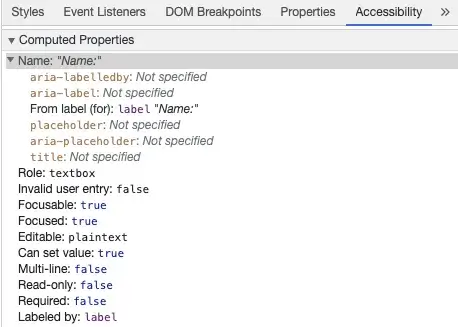 Styles Event Listeners DOM Breakpoints Properties Accessibility »
▼ Computed Properties
▼ Name: "Name:"
aria-labelledby: Not specified
aria-label: Not specified
From label (for): label "Name:"
placeholder: Not specified
aria-placeholder: Not specified
title: Not specified
Role: textbox
Invalid user entry: false
Focusable: true
Focused: true
Editable: plaintext
Can set value: true
Multi-line: false
Read-only: false
Required: false
Labeled by: label